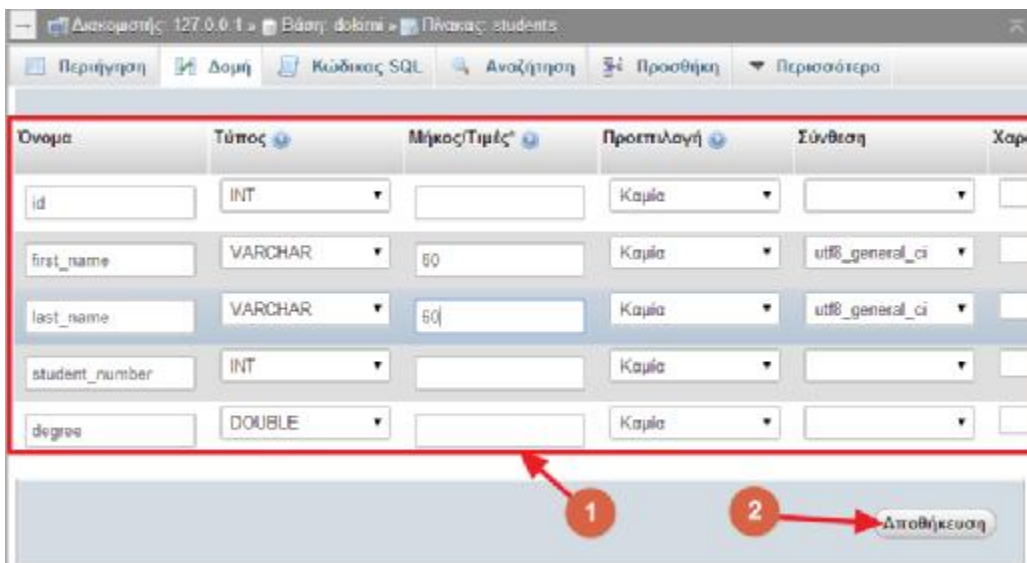 Διακομιστής: 127.0.0.1 » Βάση: dokimi » Πίνακας: students
Περιήγηση Δομή Κώδικας SQL Αναζήτηση Προσθήκη Περισσότερα
Όνομα Τύπος Μήκος/Τιμές* Προεπιλογή Σύνθεση Χαρ
id INT Καμία
first_name VARCHAR 60 Καμία utf8_general_ci
last_name VARCHAR 60 Καμία utf8_general_ci
student_number INT Καμία
degree DOUBLE Καμία
1 2 Αποθήκευση